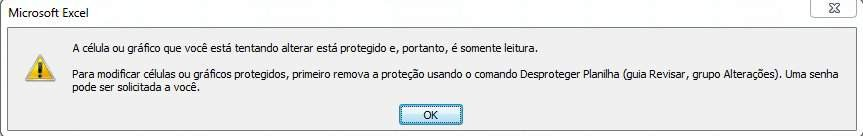 Microsoft Excel
A célula ou gráfico que você está tentando alterar está protegido e, portanto, é somente leitura.
Para modificar células ou gráficos protegidos, primeiro remova a proteção usando o comando Desproteger Planilha (guia Revisar, grupo Alterações). Uma senha
pode ser solicitada a você.
OK